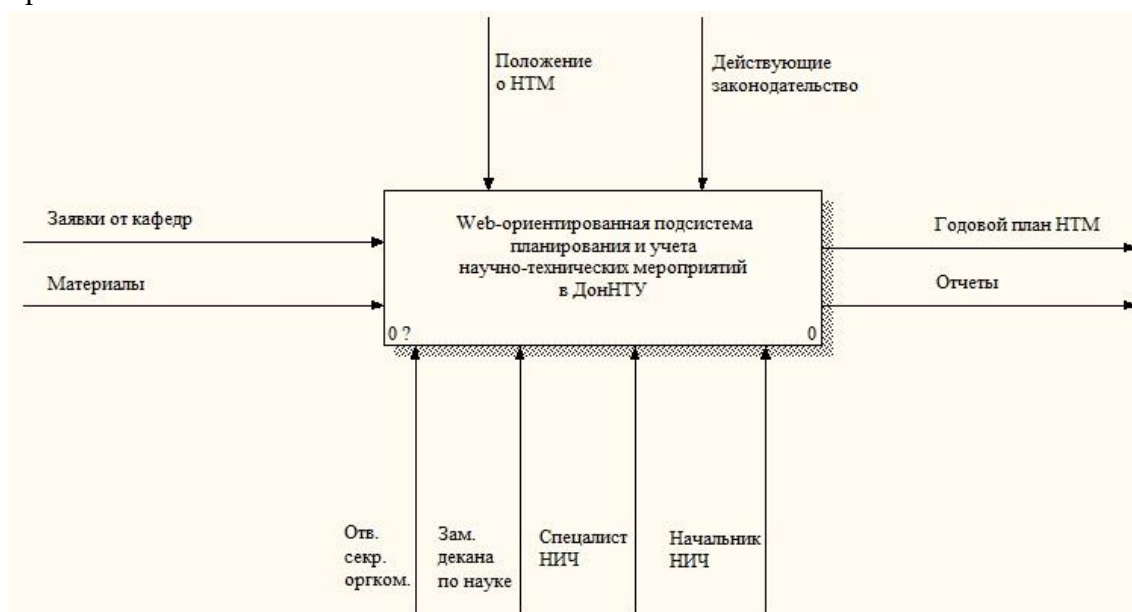 Положение
о НТМ
Действующие
законодательство
Заявки от кафедр
Материалы
Web-ориентированная подсистема
планирования и учета
научно-технических мероприятий
в ДонНТУ
0 ?
0
Годовой план НТМ
Отчеты
Отв.
секр.
оргком.
Зам.
декана
по науке
Спецалист
НИЧ
Начальник
НИЧ